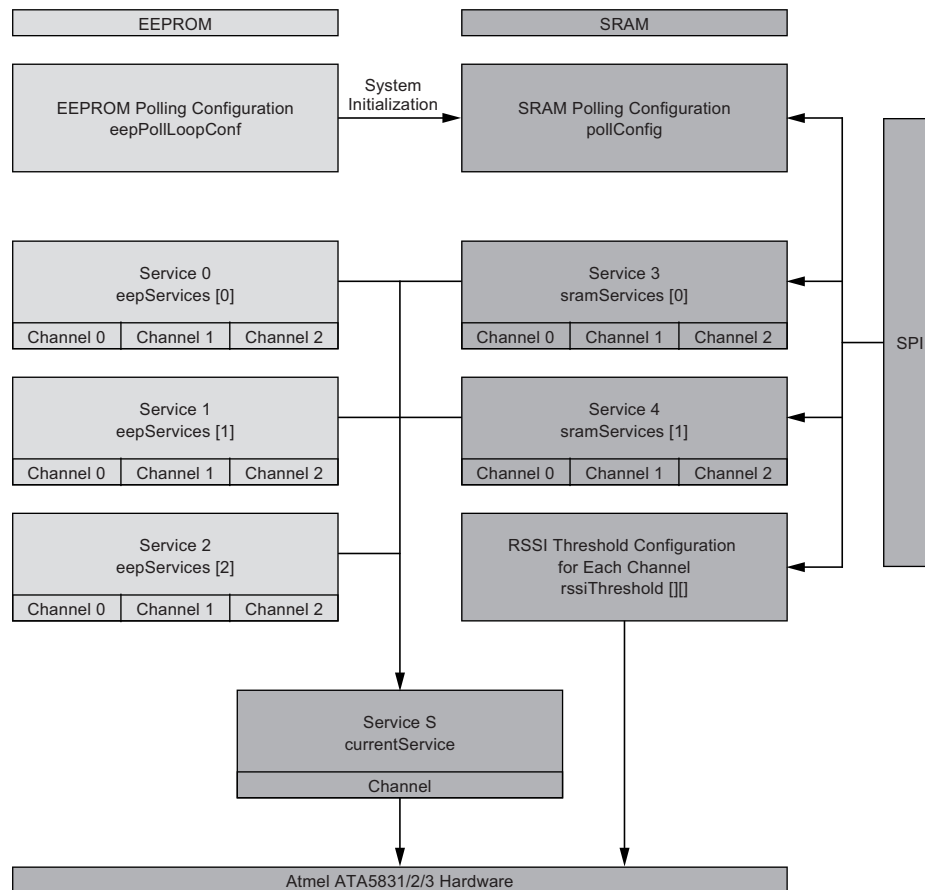 EEPROM
SRAM
EEPROM Polling Configuration
eepPollLoopConf
System
Initialization
SRAM Polling Configuration
pollConfig
Service 0
eepServices [0]
Channel 0
Channel 1
Channel 2
Service 3
sramServices [0]
Channel 0
Channel 1
Channel 2
SPI
Service 1
eepServices [1]
Channel 0
Channel 1
Channel 2
Service 4
sramServices [1]
Channel 0
Channel 1
Channel 2
Service 2
eepServices [2]
Channel 0
Channel 1
Channel 2
RSSI Threshold Configuration
for Each Channel
rssiThreshold [][]
Service S
currentService
Channel
Atmel ATA5831/2/3 Hardware